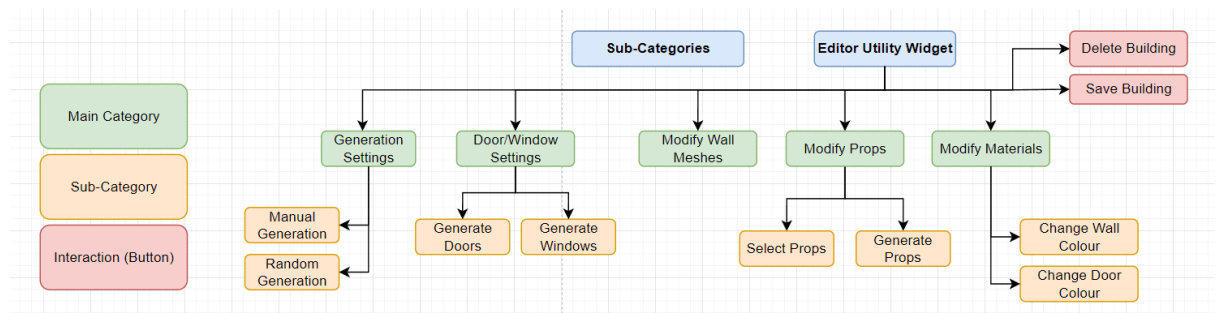 Sub-Categories
Editor Utility Widget
Delete Building
Save Building
Main Category
Sub-Category
Interaction (Button)
Generation
Settings
Door/Window
Settings
Modify Wall
Meshes
Modify Props
Modify Materials
Manual
Generation
Random
Generation
Generate
Doors
Generate
Windows
Select Props
Generate
Props
Change Wall
Colour
Change Door
Colour